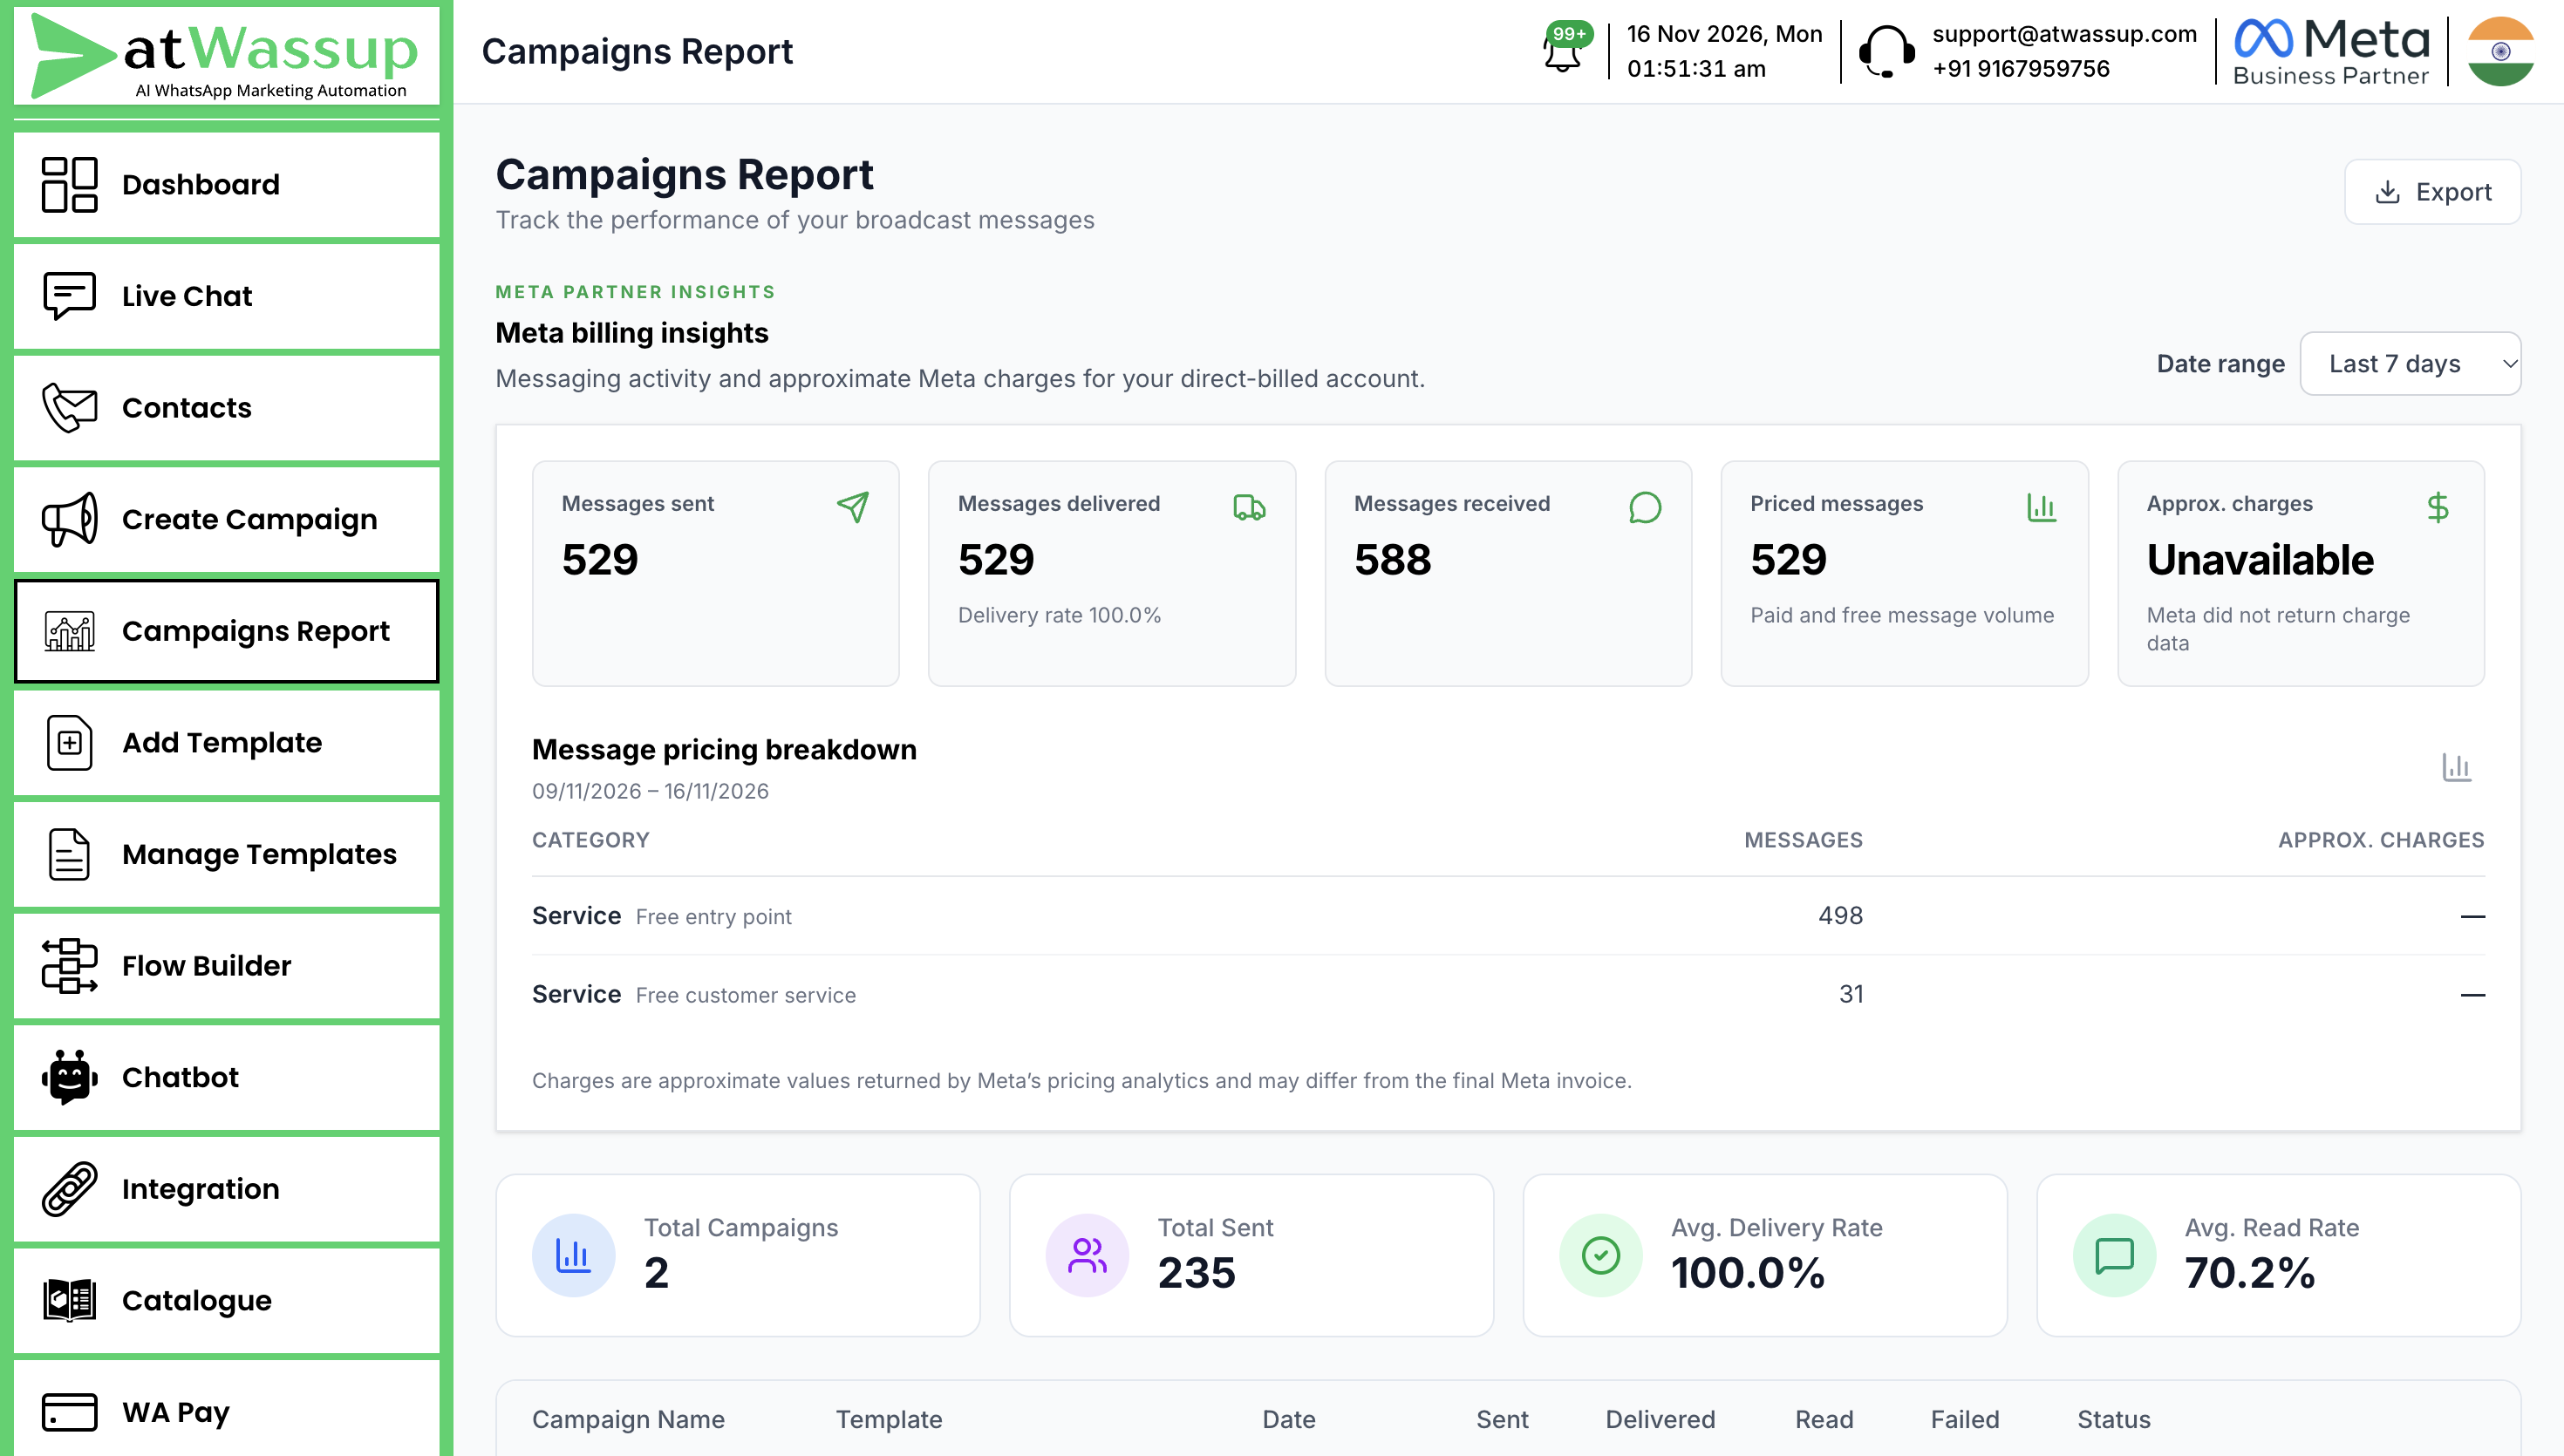 atWassup
AI WhatsApp Marketing Automation
Dashboard
Live Chat
Contacts
Create Campaign
Campaigns Report
Add Template
Manage Templates
Flow Builder
Chatbot
Integration
Catalogue
WA Pay
Campaigns Report
99+
16 Nov 2026, Mon
01:51:31 am
support@atwassup.com
+91 9167959756
Meta
Business Partner
Campaigns Report
Track the performance of your broadcast messages
Export
META PARTNER INSIGHTS
Meta billing insights
Messaging activity and approximate Meta charges for your direct-billed account.
Date range
Last 7 days
Messages sent
529
Messages delivered
529
Delivery rate 100.0%
Messages received
588
Priced messages
529
Paid and free message volume
Approx. charges
Unavailable
Meta did not return charge
data
Message pricing breakdown
09/11/2026 – 16/11/2026
CATEGORY MESSAGES APPROX. CHARGES
Service Free entry point 498 —
Service Free customer service 31 —
Charges are approximate values returned by Meta’s pricing analytics and may differ from the final Meta invoice.
Total Campaigns
2
Total Sent
235
Avg. Delivery Rate
100.0%
Avg. Read Rate
70.2%
Campaign Name Template Date Sent Delivered Read Failed Status